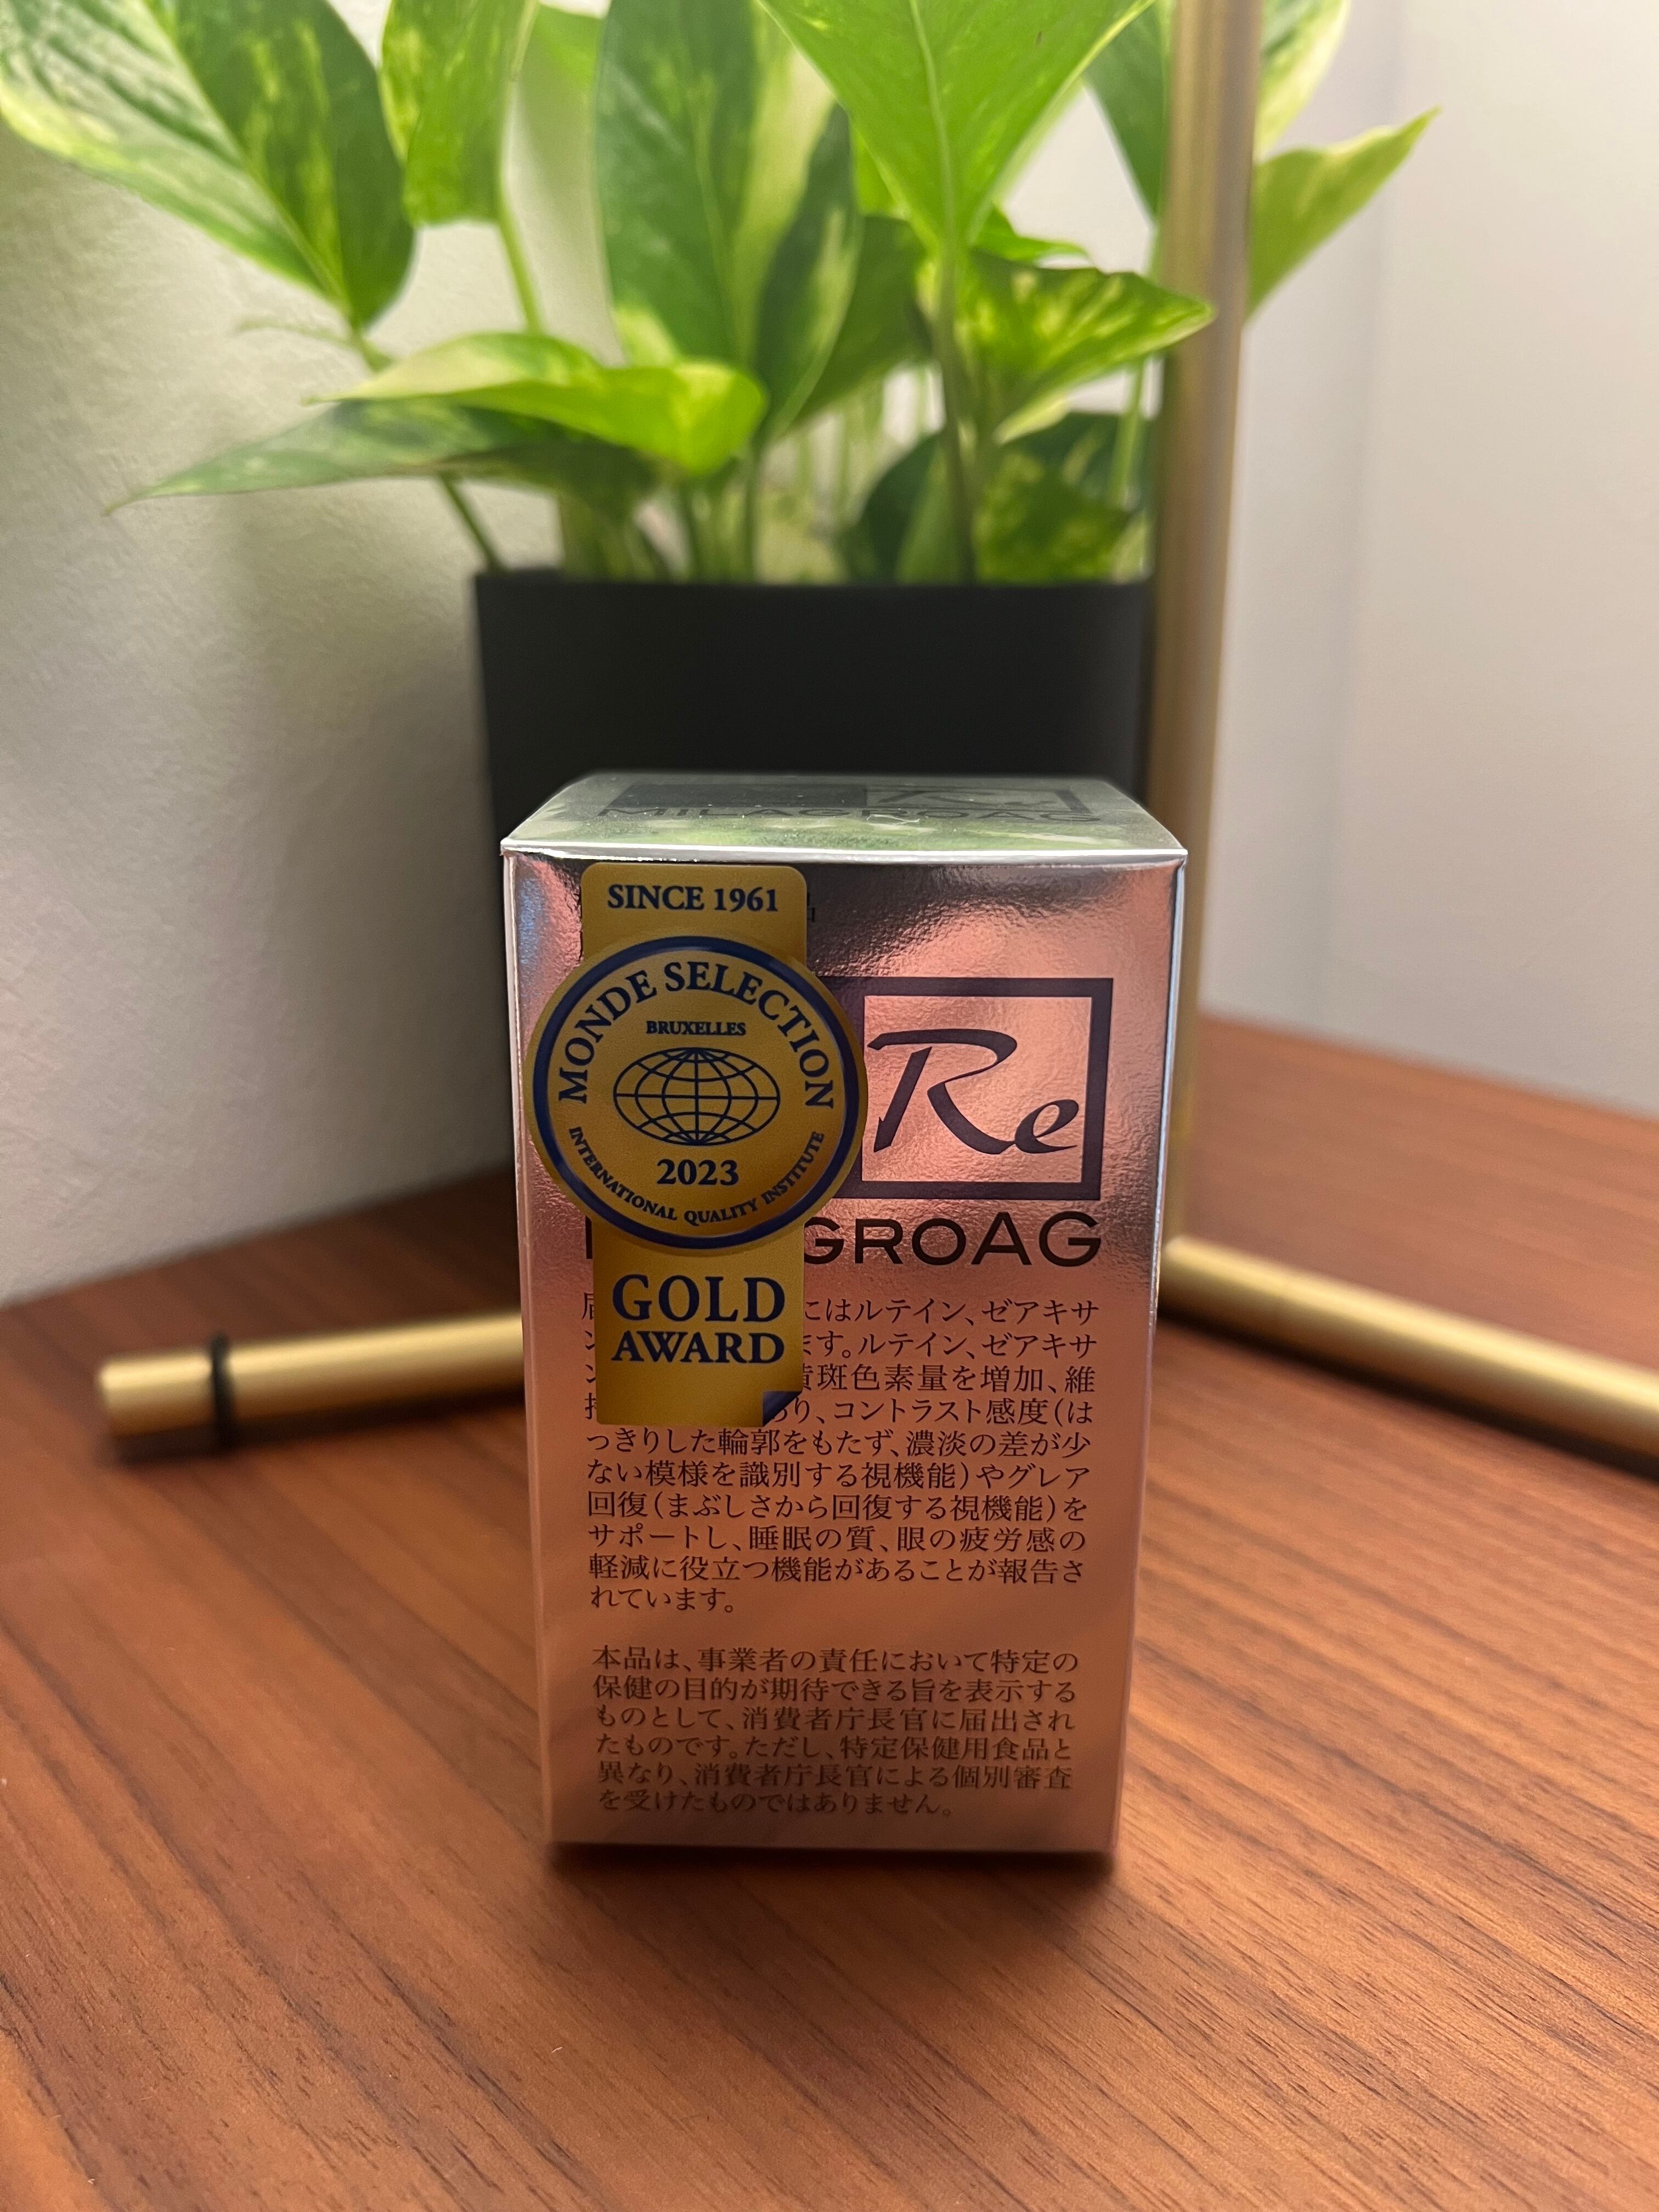 MILAGROAG
SINCE 1961
MONDE SELECTION
BRUXELLES
2023
INTERNATIONAL QUALITY INSTITUTE
GOLD
AWARD
Re
GROAG
にはルテイン、ゼアキサ
ます。ルテイン、ゼアキサ
黄斑色素量を増加、維
あり、コントラスト感度(は
っきりした輪郭をもたず、濃淡の差が少
ない模様を識別する視機能)やグレア
回復(まぶしさから回復する視機能)を
サポートし、睡眠の質、眼の疲労感の
軽減に役立つ機能があることが報告さ
れています。
本品は、事業者の責任において特定の
保健の目的が期待できる旨を表示する
ものとして、消費者庁長官に届出され
たものです。ただし、特定保健用食品と
異なり、消費者庁長官による個別審査
を受けたものではありません。